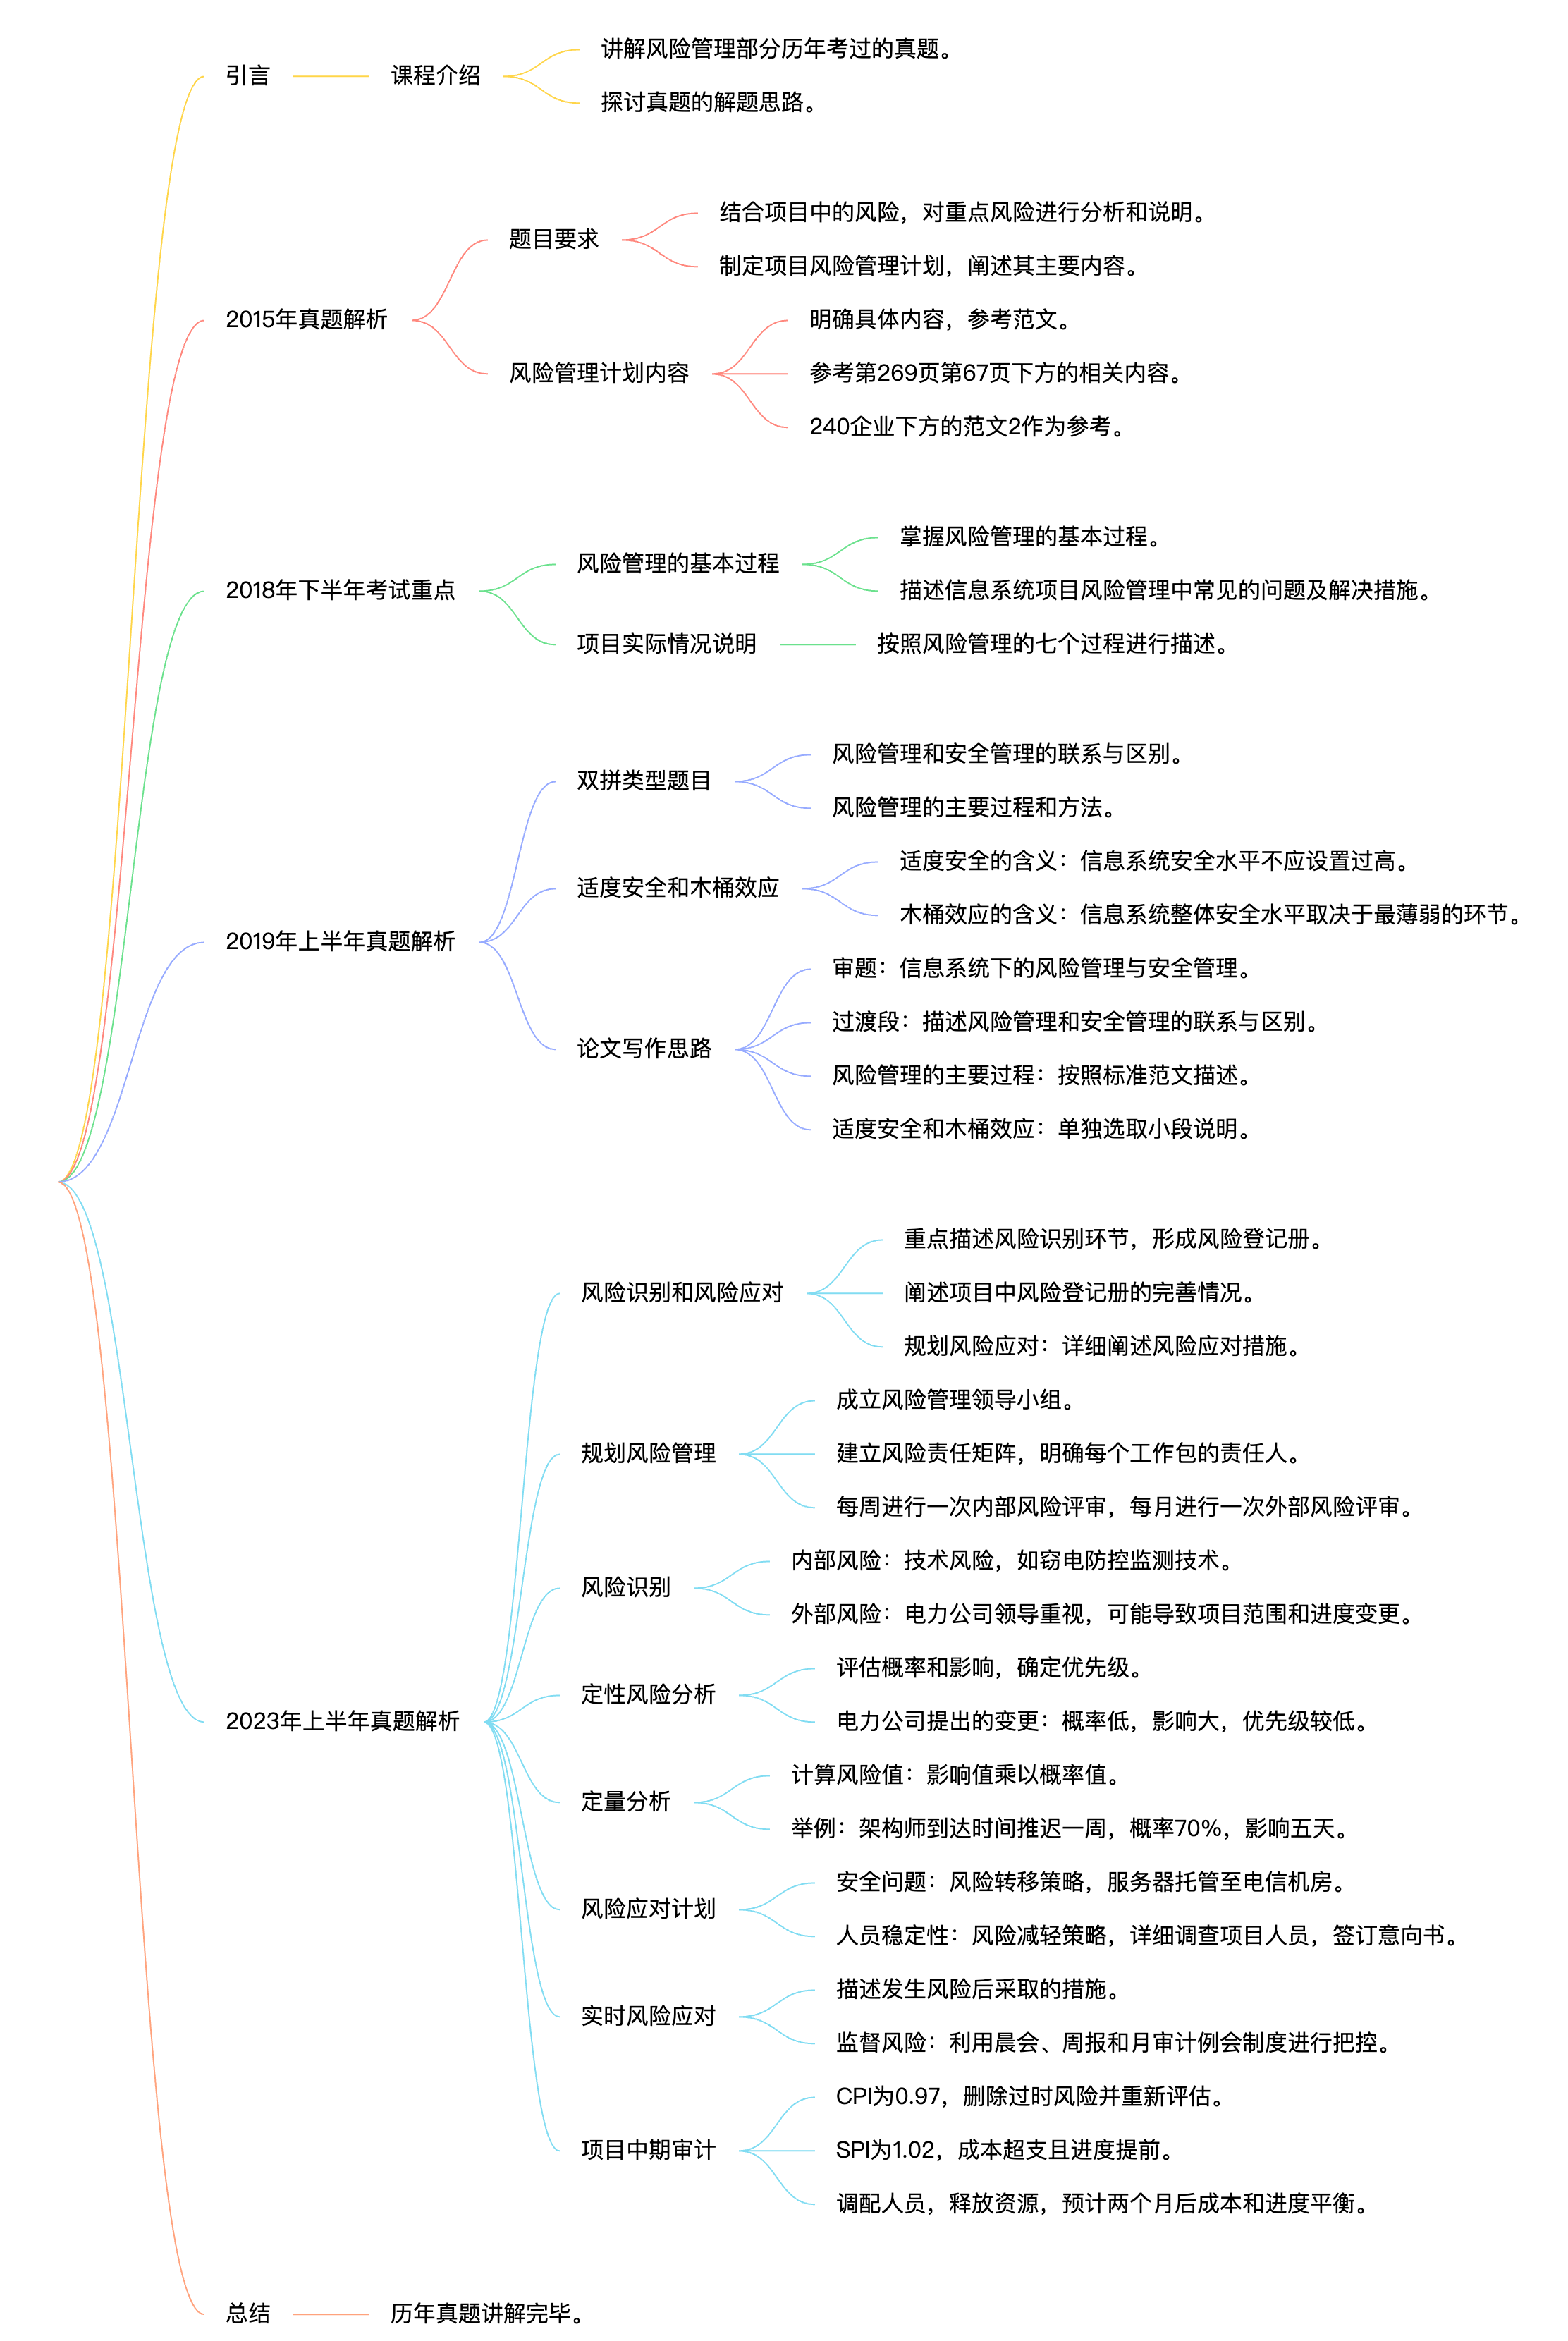 引言
课程介绍
讲解风险管理部分历年考过的真题。
探讨真题的解题思路。
2015年真题解析
题目要求
结合项目中的风险，对重点风险进行分析和说明。
制定项目风险管理计划，阐述其主要内容。
风险管理计划内容
明确具体内容，参考范文。
参考第269页第67页下方的相关内容。
240企业下方的范文2作为参考。
2018年下半年考试重点
风险管理的基本过程
掌握风险管理的基本过程。
描述信息系统项目风险管理中常见的问题及解决措施。
项目实际情况说明
按照风险管理的七个过程进行描述。
2019年上半年真题解析
双拼类型题目
风险管理和安全管理的联系与区别。
风险管理的主要过程和方法。
适度安全和木桶效应
适度安全的含义：信息系统安全水平不应设置过高。
木桶效应的含义：信息系统整体安全水平取决于最薄弱的环节。
论文写作思路
审题：信息系统下的风险管理与安全管理。
过渡段：描述风险管理和安全管理的联系与区别。
风险管理的主要过程：按照标准范文描述。
适度安全和木桶效应：单独选取小段说明。
2023年上半年真题解析
风险识别和风险应对
重点描述风险识别环节，形成风险登记册。
阐述项目中风险登记册的完善情况。
规划风险应对：详细阐述风险应对措施。
规划风险管理
成立风险管理领导小组。
建立风险责任矩阵，明确每个工作包的责任人。
每周进行一次内部风险评审，每月进行一次外部风险评审。
风险识别
内部风险：技术风险，如窃电防控监测技术。
外部风险：电力公司领导重视，可能导致项目范围和进度变更。
定性风险分析
评估概率和影响，确定优先级。
电力公司提出的变更：概率低，影响大，优先级较低。
定量分析
计算风险值：影响值乘以概率值。
举例：架构师到达时间推迟一周，概率70%，影响五天。
风险应对计划
安全问题：风险转移策略，服务器托管至电信机房。
人员稳定性：风险减轻策略，详细调查项目人员，签订意向书。
实时风险应对
描述发生风险后采取的措施。
监督风险：利用晨会、周报和月审计例会制度进行把控。
项目中期审计
CPI为0.97，删除过时风险并重新评估。
SPI为1.02，成本超支且进度提前。
调配人员，释放资源，预计两个月后成本和进度平衡。
总结
历年真题讲解完毕。